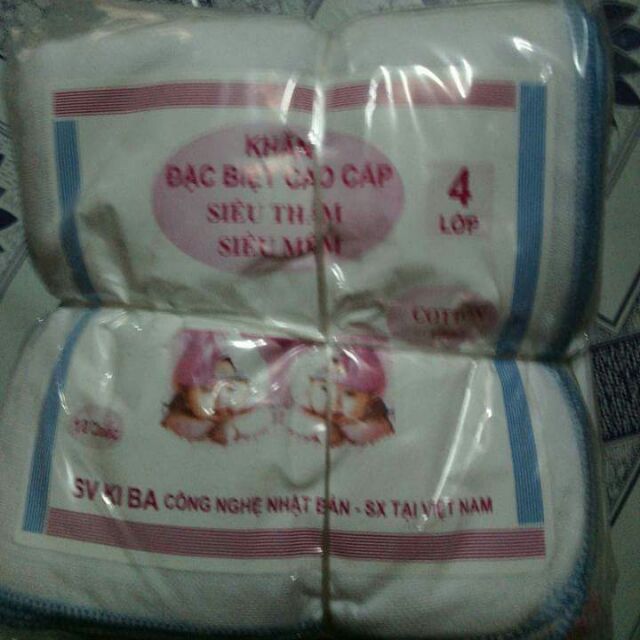 KHĂN
ĐẶC BIỆT CAO CẤP
SIÊU THẤM
SIÊU MỀM
4
LỚP
COTTON
SV KI BA CÔNG NGHỆ NHẬT BẢN - SX TẠI VIỆT NAM